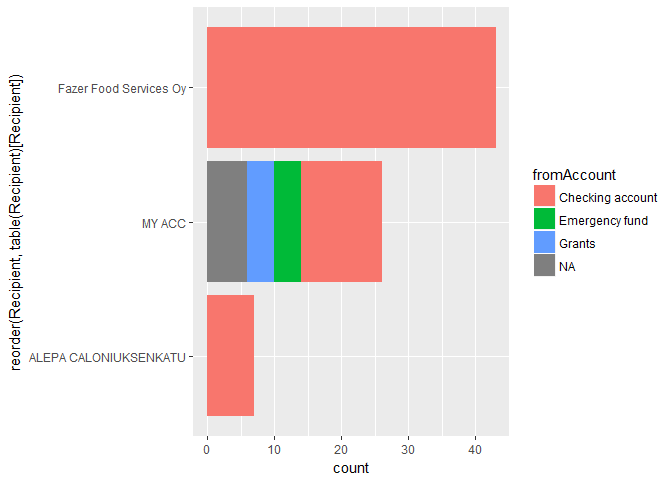 reorder(Recipient, table(Recipient)[Recipient])
Fazer Food Services Oy
MY ACC
ALEPA CALONIUKSENKATU
0 10 20 30 40
count
fromAccount
Checking account
Emergency fund
Grants
NA